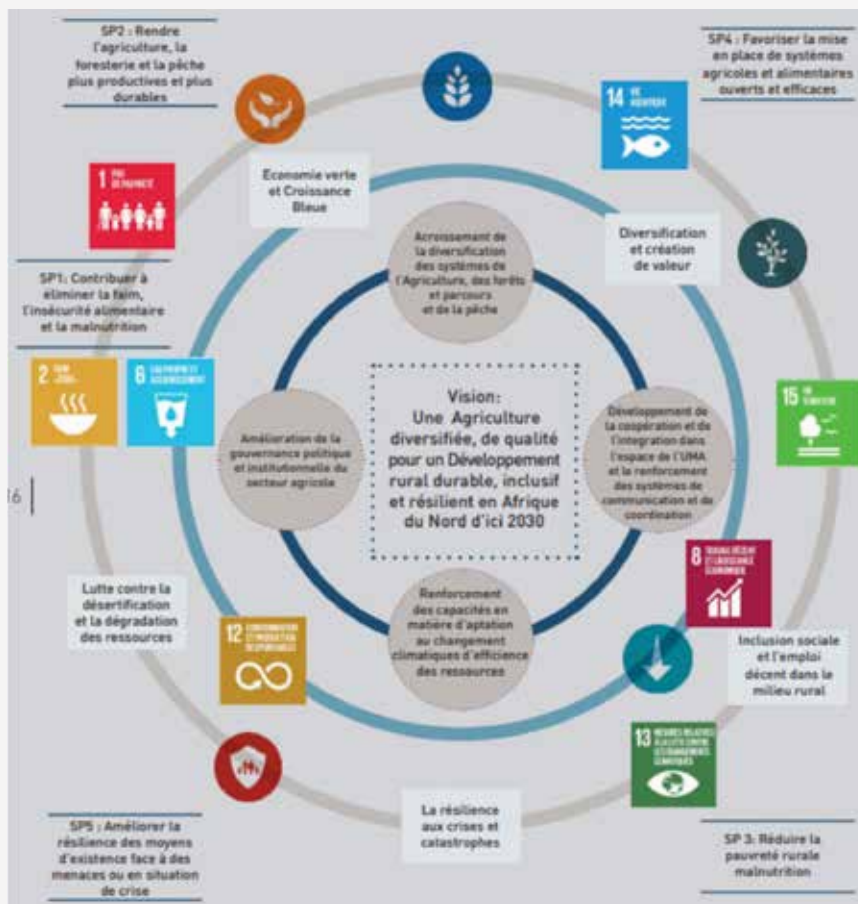 SP2 : Rendre
l'agriculture, la
foresterie et la pêche
plus productives et plus
durables
SP4 : Favoriser la mise
en place de systèmes
agricoles et alimentaires
ouverts et efficaces
14
1
Economie verte
et Croissance
Bleue
Diversification
et création
de valeur
Acroissement de
la diversification
des systèmes de
l'Agriculture, des forêts
et parcours
et de la pêche
SP1: Contribuer à
éliminer la faim,
l'insécurité alimentaire
et la malnutrition
2
6
15
Amélioration de la
gouvernance politique
et institutionnelle du
secteur agricole
Vision:
Une Agriculture
diversifiée, de qualité
pour un Développement
rural durable, inclusif
et résilient en Afrique
du Nord d'ici 2030
Développement de
la coopération et de
l'integration dans
l'espace de l'UMA
et le renforcement
des systèmes de
communication et de
coordination
Lutte contre la
désertification
et la dégradation
des ressources
12
Renforcement
des capacités en
matière d'aptation
au changement
climatiques d'efficience
des ressources
8 TRAVAIL DÉCENT
ET CROISSANCE
ÉCONOMIQUE
Inclusion sociale
et l'emploi
décent dans le
milieu rural
13
La résilience
aux crises et
catastrophes
SP5 : Améliorer la
résilience des moyens
d'existence face à des
menaces ou en situation
de crise
SP 3: Réduire la
pauvreté rurale
malnutrition